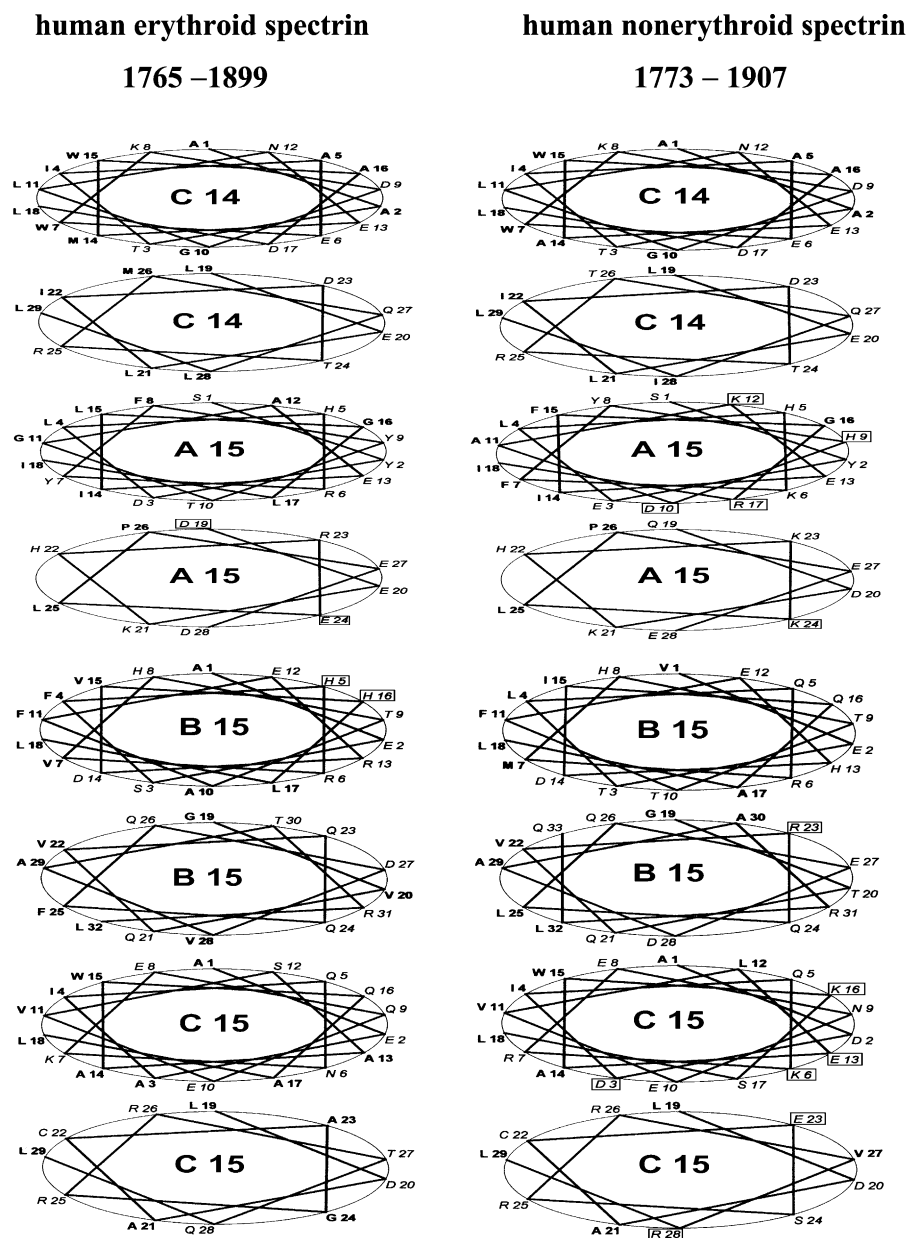 human erythroid spectrin
1765 –1899
human nonerythroid spectrin
1773 – 1907
A 1
N 12
A 5
A 16
D 9
A 2
E 13
E 6
D 17
G 10
T 3
M 14
W 7
L 18
L 11
I 4
W 15
K 8
C 14
A 1
N 12
A 5
A 16
D 9
A 2
E 13
E 6
D 17
G 10
T 3
A 14
W 7
L 18
L 11
I 4
W 15
K 8
C 14
L 19
D 23
Q 27
E 20
T 24
L 28
L 21
R 25
L 29
I 22
M 26
C 14
L 19
D 23
Q 27
E 20
T 24
I 28
L 21
R 25
L 29
I 22
T 26
C 14
S 1
A 12
H 5
G 16
Y 9
Y 2
E 13
R 6
L 17
T 10
D 3
I 14
Y 7
I 18
G 11
L 4
L 15
F 8
A 15
S 1
K 12
H 5
G 16
H 9
Y 2
E 13
K 6
R 17
D 10
E 3
I 14
F 7
I 18
A 11
L 4
F 15
Y 8
A 15
D 19
R 23
E 27
E 20
E 24
D 28
K 21
L 25
H 22
P 26
A 15
Q 19
K 23
E 27
D 20
K 24
E 28
K 21
L 25
H 22
P 26
A 15
A 1
E 12
H 5
H 16
T 9
E 2
R 13
R 6
L 17
A 10
S 3
D 14
V 7
L 18
F 11
F 4
V 15
H 8
B 15
V 1
E 12
Q 5
Q 16
T 9
E 2
H 13
R 6
A 17
T 10
T 3
D 14
M 7
L 18
F 11
L 4
I 15
H 8
B 15
G 19
T 30
Q 23
D 27
V 20
R 31
Q 24
V 28
Q 21
L 32
F 25
A 29
V 22
Q 26
B 15
G 19
A 30
R 23
E 27
T 20
R 31
Q 24
D 28
Q 21
L 32
L 25
A 29
V 22
Q 33
Q 26
B 15
A 1
S 12
Q 5
Q 16
Q 9
E 2
A 13
N 6
A 17
E 10
A 3
A 14
K 7
L 18
V 11
I 4
W 15
E 8
C 15
A 1
L 12
Q 5
K 16
N 9
D 2
E 13
K 6
S 17
E 10
D 3
A 14
R 7
L 18
V 11
I 4
W 15
E 8
C 15
L 19
A 23
T 27
D 20
G 24
Q 28
A 21
R 25
L 29
C 22
R 26
C 15
L 19
E 23
V 27
D 20
S 24
R 28
A 21
R 25
L 29
C 22
R 26
C 15